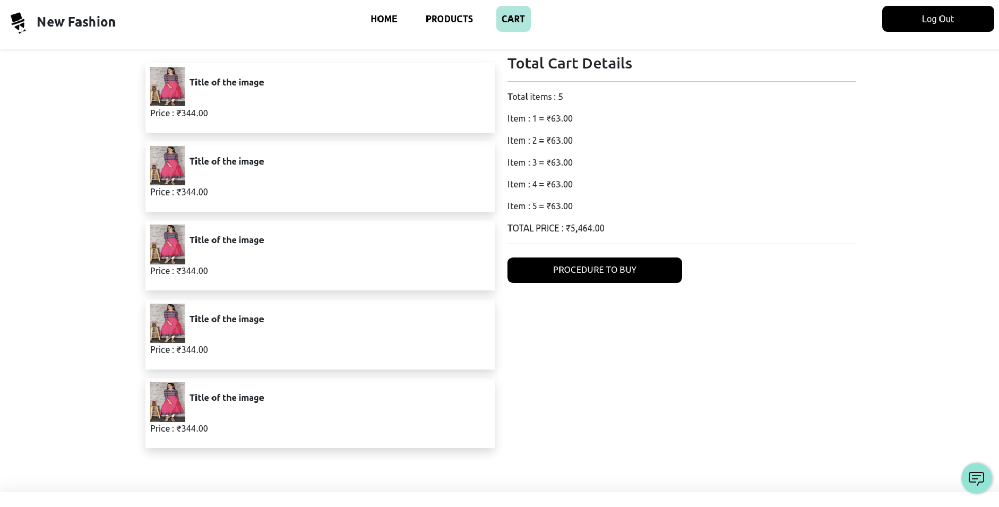 New Fashion
HOME
PRODUCTS
CART
Log Out
Title of the image
Price : ₹344.00
Title of the image
Price : ₹344.00
Title of the image
Price : ₹344.00
Title of the image
Price : ₹344.00
Title of the image
Price : ₹344.00
Total Cart Details
Total items : 5
Item : 1 = ₹63.00
Item : 2 = ₹63.00
Item : 3 = ₹63.00
Item : 4 = ₹63.00
Item : 5 = ₹63.00
TOTAL PRICE : ₹5,464.00
PROCEDURE TO BUY